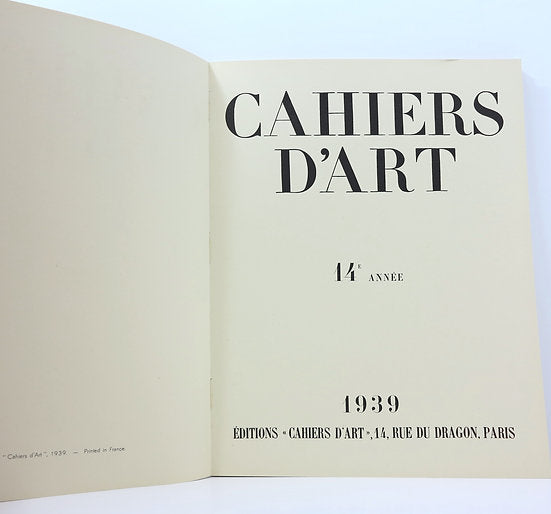 "Cahiers d'Art", 1939. — Printed in France.
CAHIERS
D'ART
14E ANNÉE
1939
ÉDITIONS « CAHIERS D'ART », 14, RUE DU DRAGON, PARIS